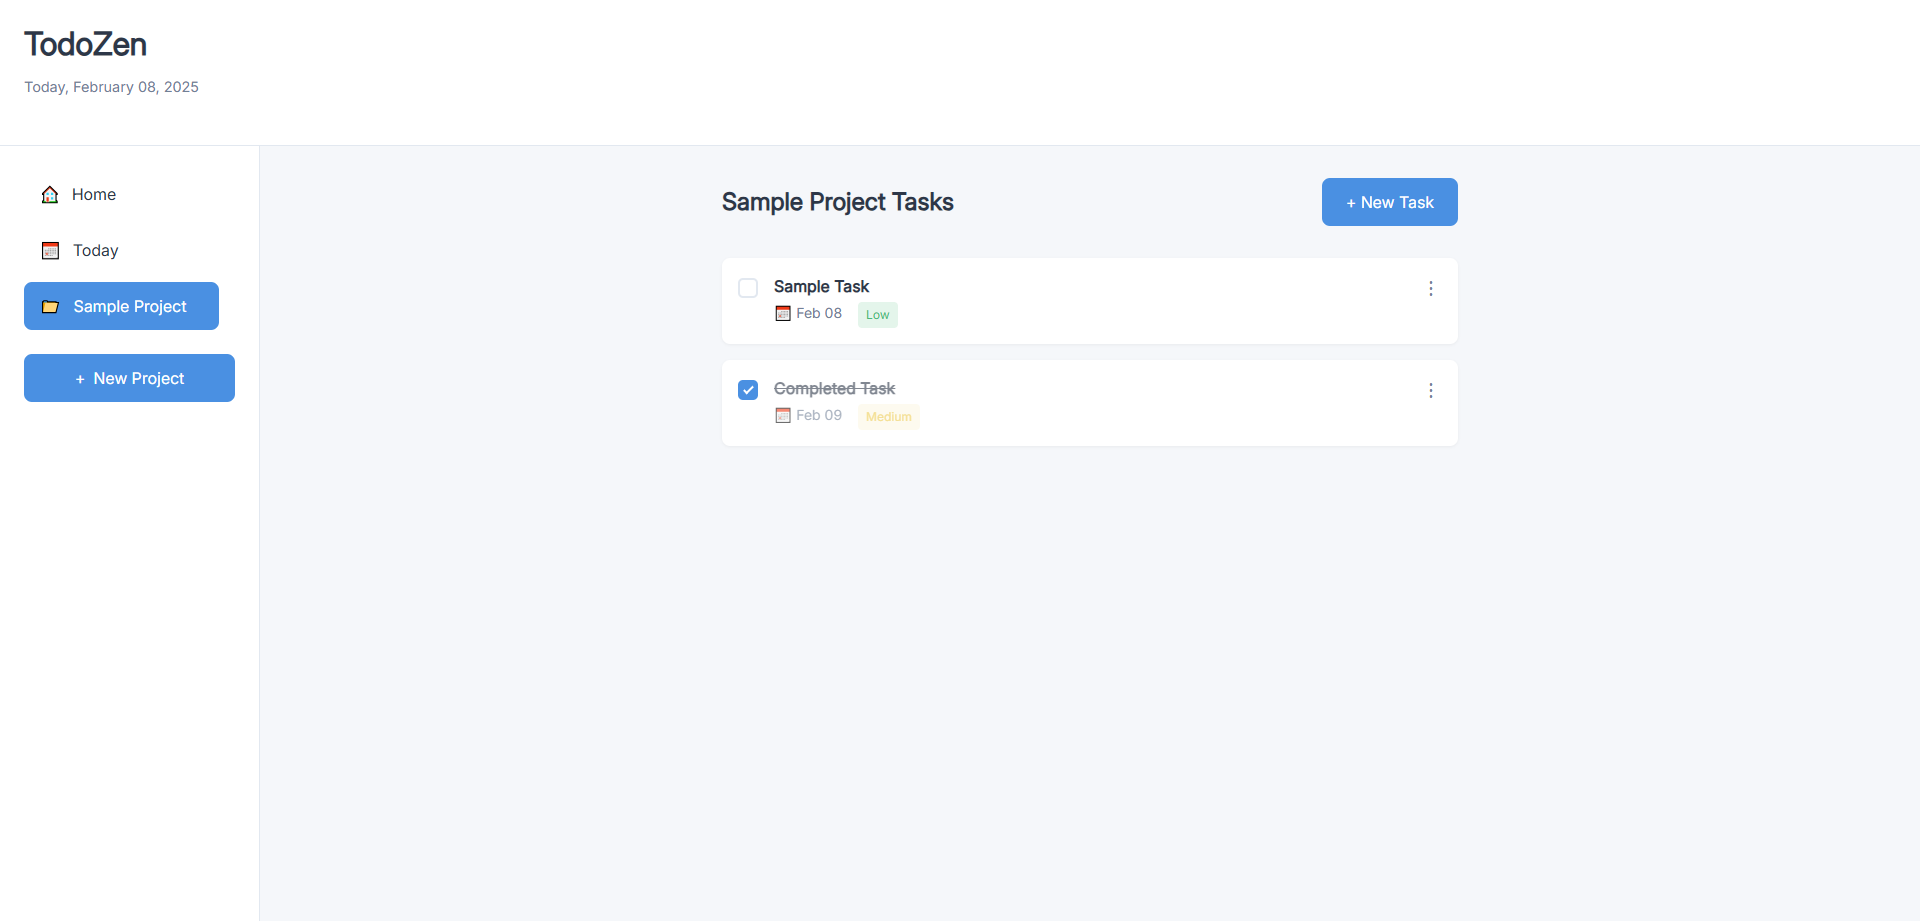 TodoZen
Today, February 08, 2025
Home
Today
Sample Project
+ New Project
Sample Project Tasks
+ New Task
Sample Task
Feb 08 Low
Completed Task
Feb 09 Medium